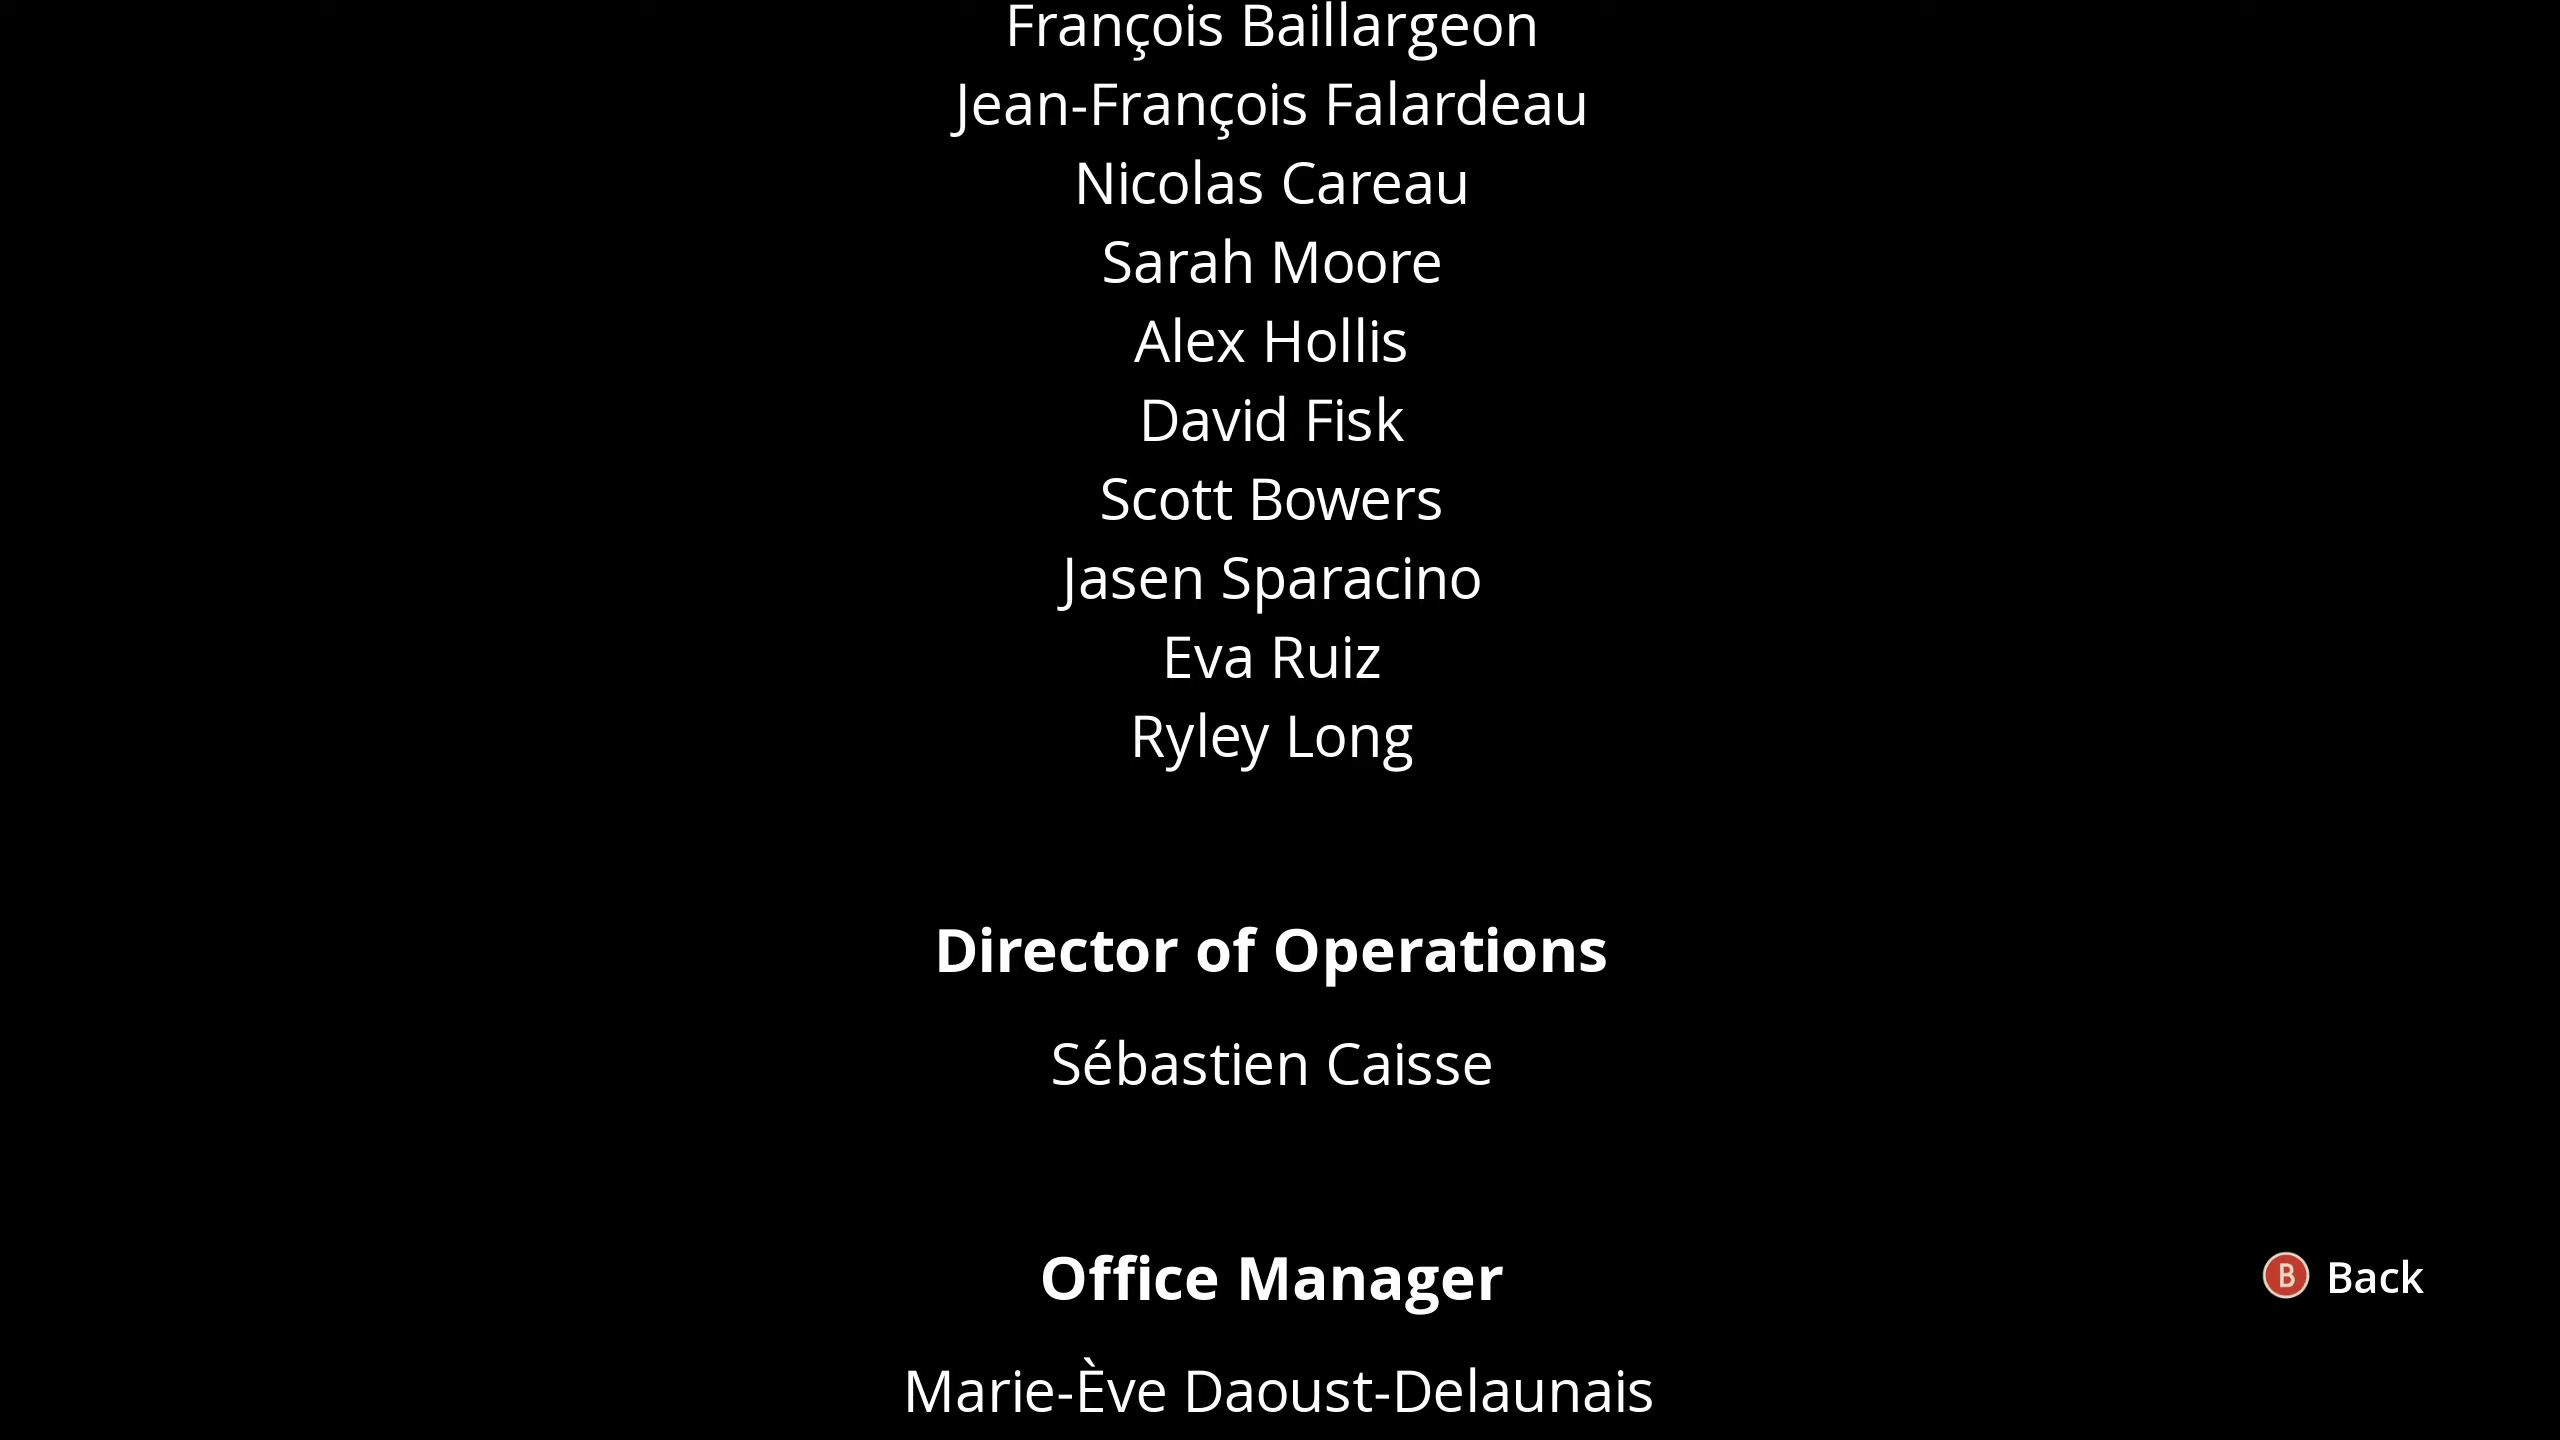 François Baillargeon
Jean-François Falardeau
Nicolas Careau
Sarah Moore
Alex Hollis
David Fisk
Scott Bowers
Jasen Sparacino
Eva Ruiz
Ryley Long
Director of Operations
Sébastien Caisse
Office Manager
B Back
Marie-Ève Daoust-Delaunais